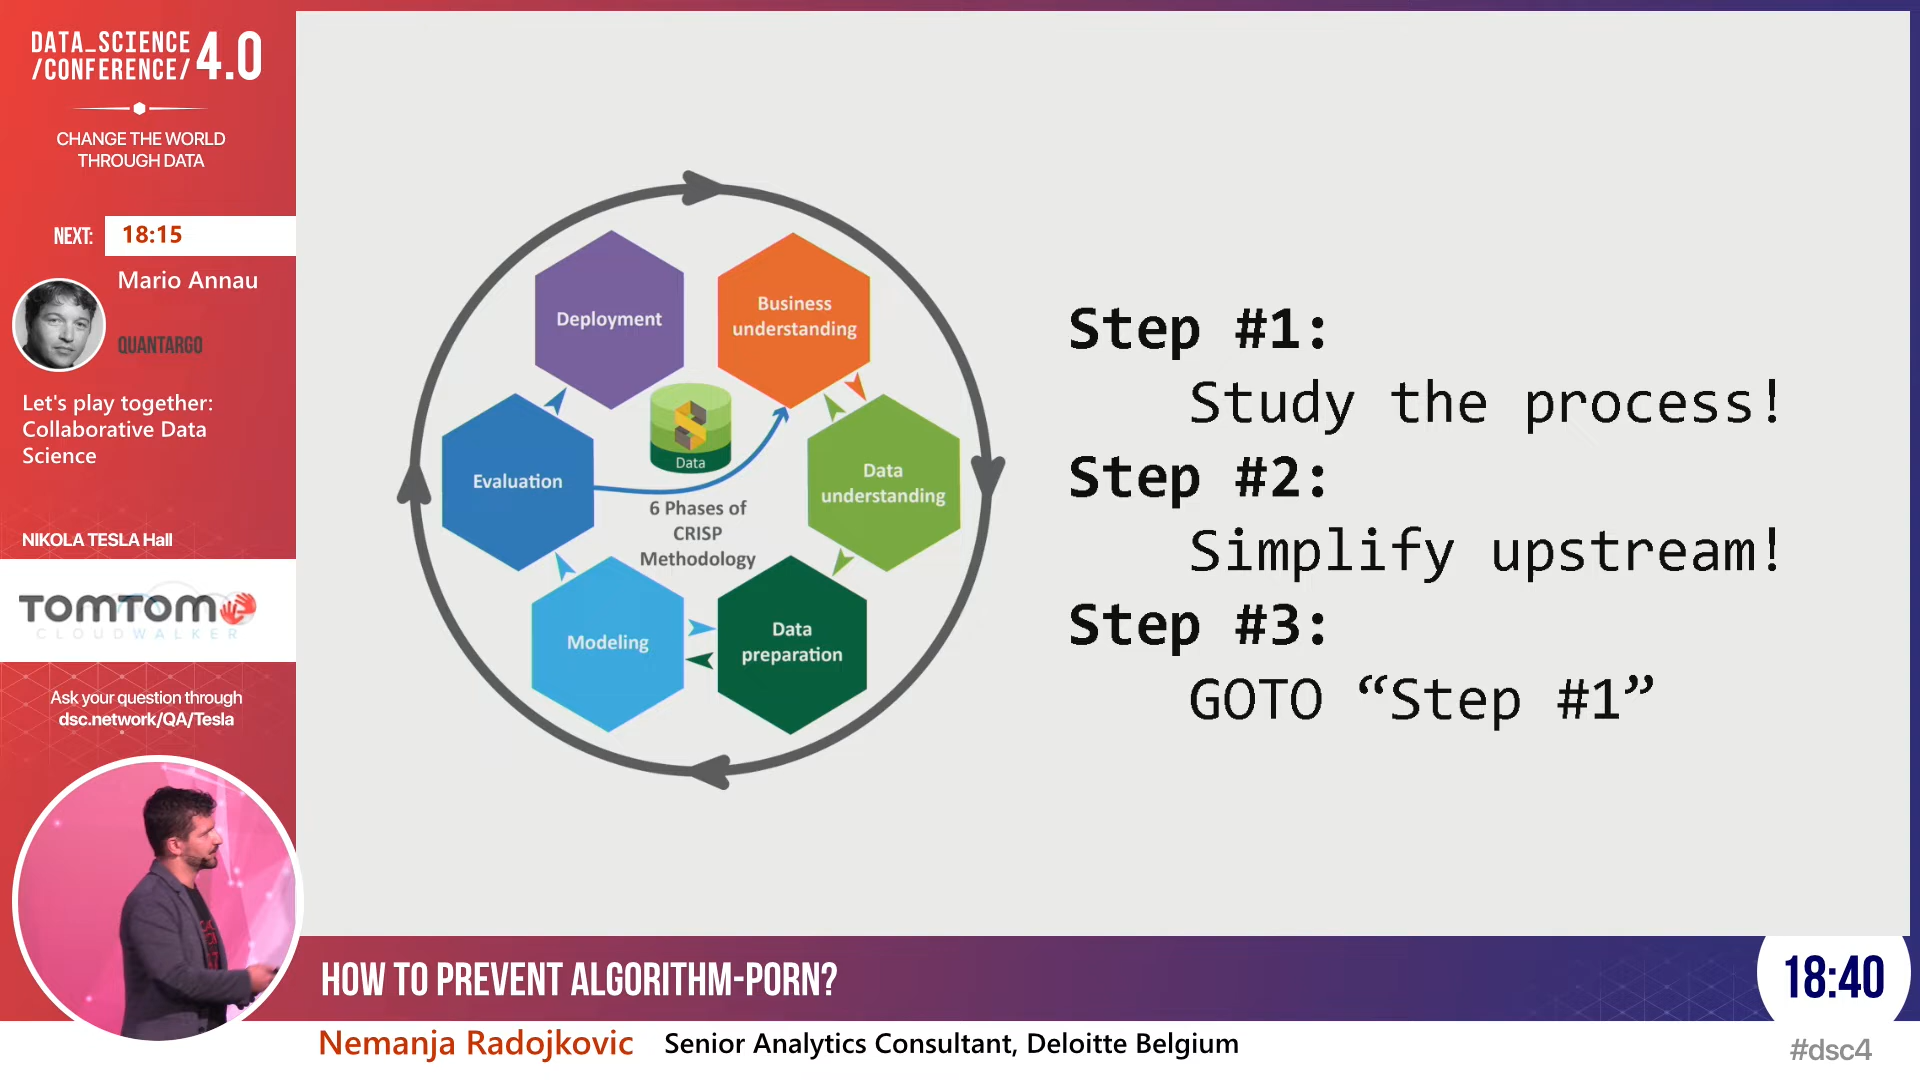 DATA_SCIENCE
/CONFERENCE/ 4.0
CHANGE THE WORLD
THROUGH DATA
NEXT: 18:15
Mario Annau
QUANTARGO
Let's play together:
Collaborative Data
Science
NIKOLA TESLA Hall
TOMTOM
CLOUDWALKER
Ask your question through
dsc.network/QA/Tesla
Deployment
Business
understanding
Data
Evaluation
Data
understanding
6 Phases of
CRISP
Methodology
Modeling
Data
preparation
Step #1:
Study the process!
Step #2:
Simplify upstream!
Step #3:
GOTO “Step #1”
HOW TO PREVENT ALGORITHM-PORN?
18:40
Nemanja Radojkovic Senior Analytics Consultant, Deloitte Belgium
#dsc4